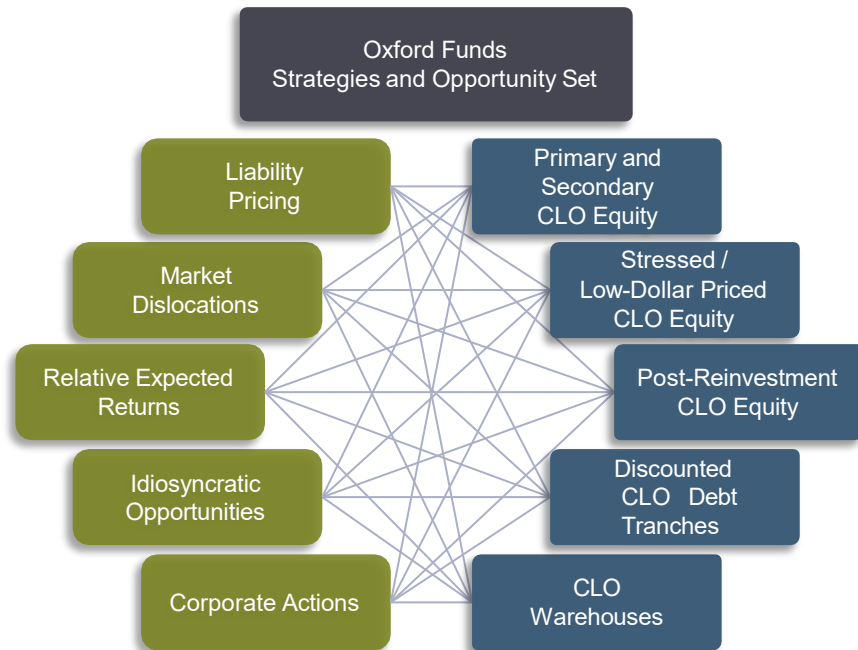 Oxford Funds
Strategies and Opportunity Set
Liability
Pricing
Primary and
Secondary
CLO Equity
Market
Dislocations
Stressed /
Low-Dollar Priced
CLO Equity
Relative Expected
Returns
Post-Reinvestment
CLO Equity
Idiosyncratic
Opportunities
Discounted
CLO Debt
Tranches
Corporate Actions
CLO
Warehouses